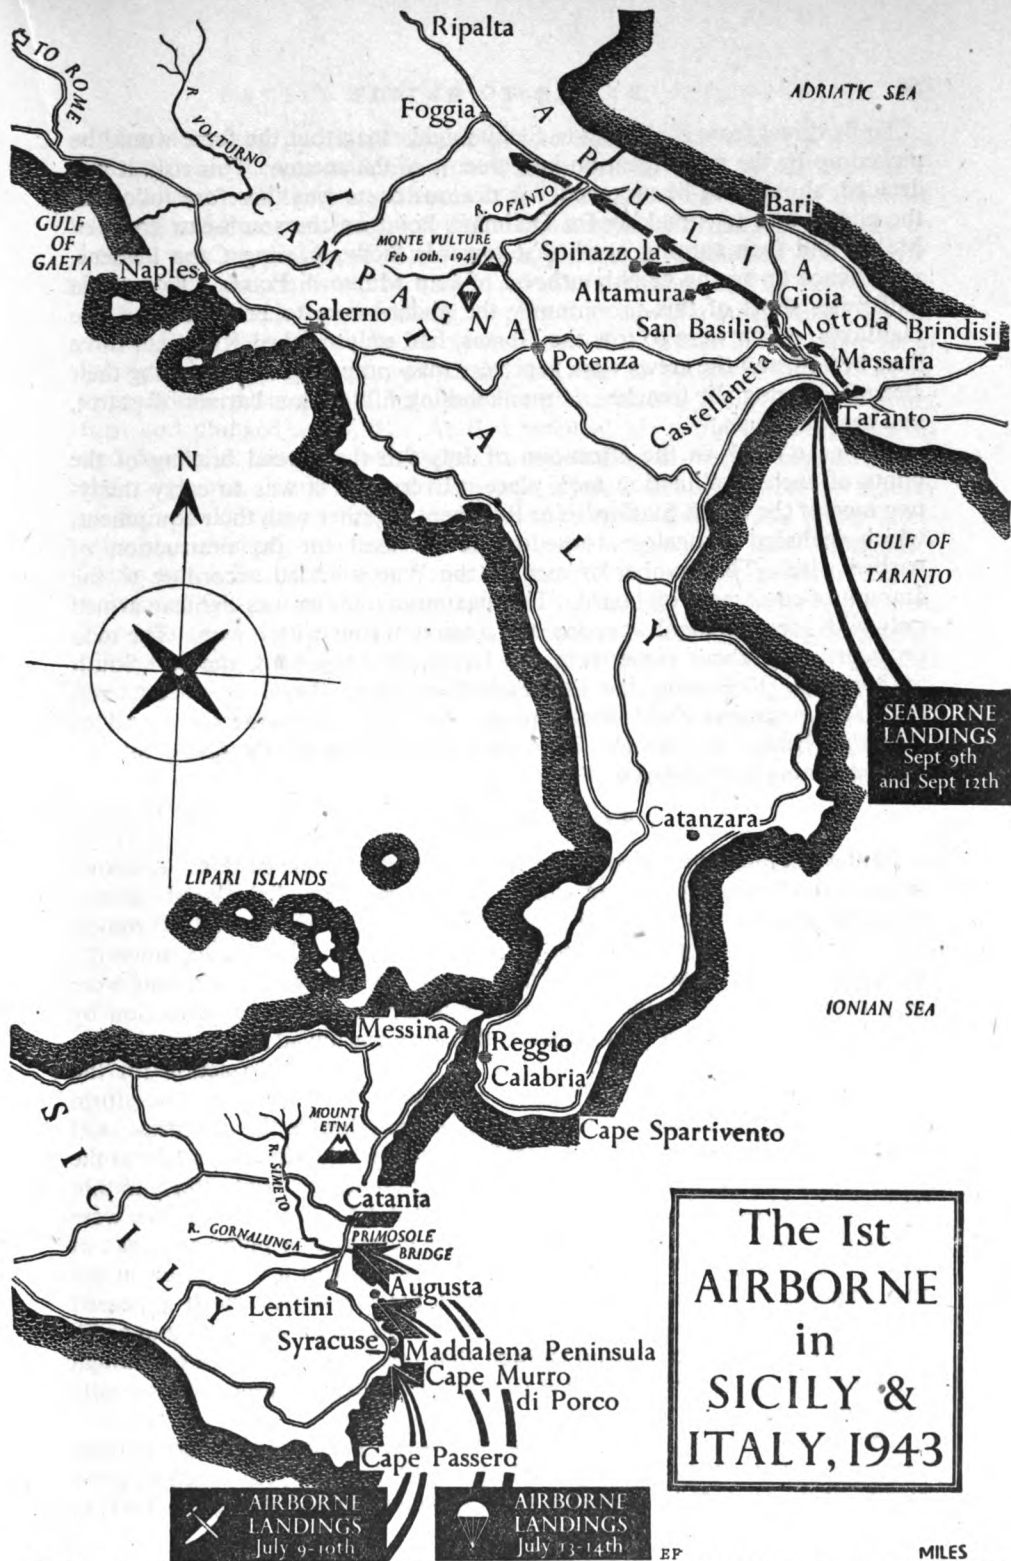 Ripalta
ADRIATIC SEA
TO ROME
R. VOLTURNO
Foggia
APULIA
R. OFANTO
Bari
GULF
OF
GAETA
CAMPAGNA
MONTE VULTURE
Feb 10th, 1941
Spinazzola
Naples
Altamura
Gioia
Salerno
San Basilio
Mottola
Brindisi
Potenza
Massafra
Castellaneta
Taranto
ITALY
N
GULF OF
TARANTO
SEABORNE
LANDINGS
Sept 9th
and Sept 12th
Catanzara
LIPARI ISLANDS
IONIAN SEA
Messina
Reggio
Calabria
SICILY
MOUNT
ETNA
Cape Spartivento
R. SIMETO
Catania
R. GORNALUNGA
PRIMOSOLE
BRIDGE
Augusta
Lentini
Syracuse
Maddalena Peninsula
Cape Murro
di Porco
Cape Passero
The 1st
AIRBORNE
in
SICILY &
ITALY, 1943
AIRBORNE
LANDINGS
July 9-10th
AIRBORNE
LANDINGS
July 13-14th
EP
MILES